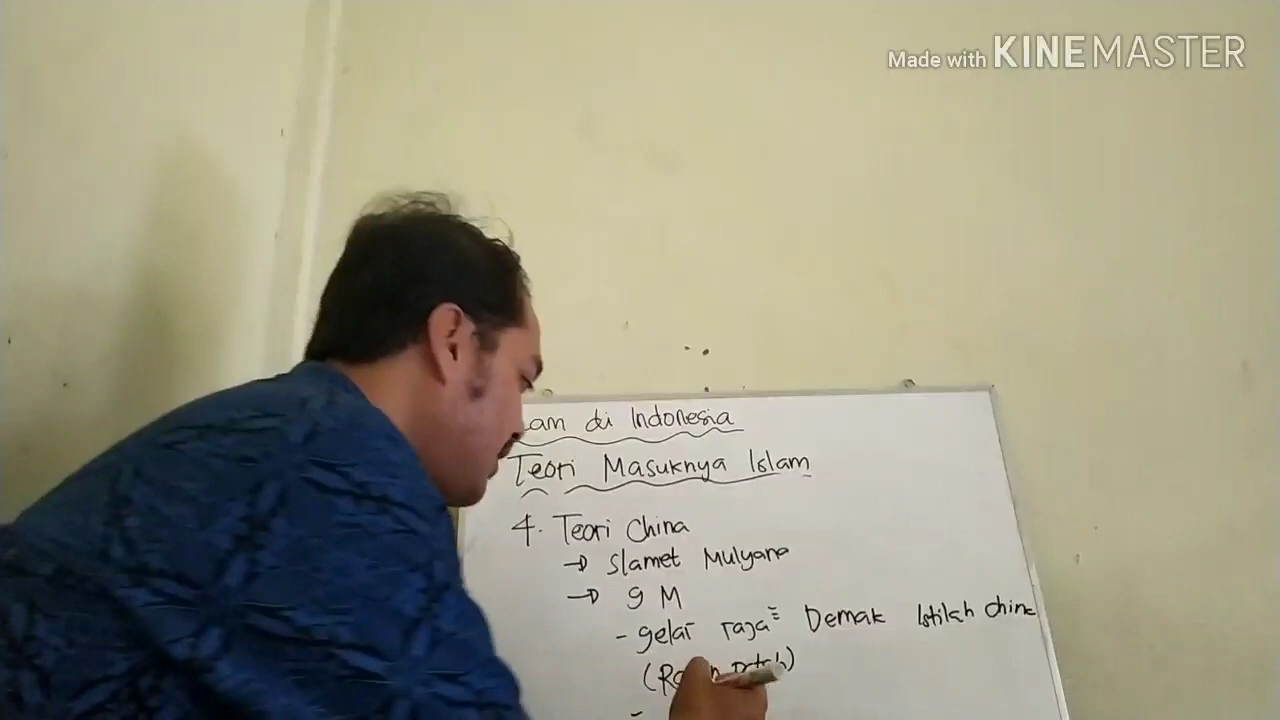 Made with KINEMASTER
am di Indonesia
Teori Masuknya Islam
4. Teori China
→ Slamet Mulyana
→ 9 M
- gelar raja² Demak Istilah China
-